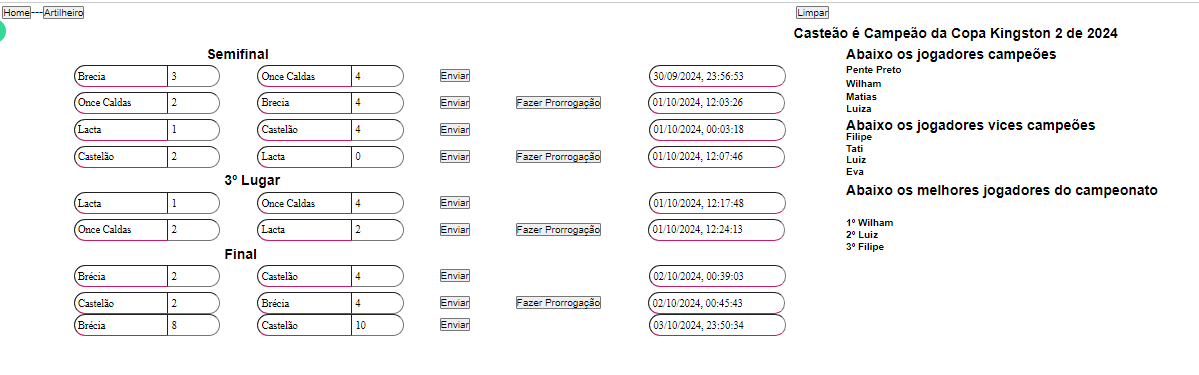 Home---Artilheiro Limpar
Casteão é Campeão da Copa Kingston 2 de 2024
Semifinal
Brecia 3 Once Caldas 4 Enviar 30/09/2024, 23:56:53
Once Caldas 2 Brecia 4 Enviar Fazer Prorrogação 01/10/2024, 12:03:26
Lacta 1 Castelão 4 Enviar 01/10/2024, 00:03:18
Castelão 2 Lacta 0 Enviar Fazer Prorrogação 01/10/2024, 12:07:46
3º Lugar
Lacta 1 Once Caldas 4 Enviar 01/10/2024, 12:17:48
Once Caldas 2 Lacta 2 Enviar Fazer Prorrogação 01/10/2024, 12:24:13
Final
Brécia 2 Castelão 4 Enviar 02/10/2024, 00:39:03
Castelão 2 Brécia 4 Enviar Fazer Prorrogação 02/10/2024, 00:45:43
Brécia 8 Castelão 10 Enviar 03/10/2024, 23:50:34
Abaixo os jogadores campeões
Pente Preto
Wilham
Matias
Luiza
Abaixo os jogadores vices campeões
Filipe
Tati
Luiz
Eva
Abaixo os melhores jogadores do campeonato
1º Wilham
2º Luiz
3º Filipe